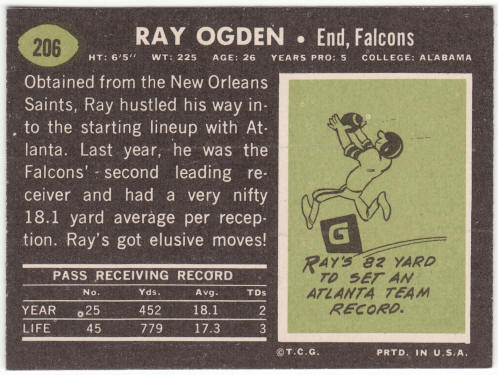 206
RAY OGDEN • End, Falcons
HT: 6'5" WT: 225 AGE: 26 YEARS PRO: 5 COLLEGE: ALABAMA
Obtained from the New Orleans
Saints, Ray hustled his way in-
to the starting lineup with At-
lanta. Last year, he was the
Falcons' second leading re-
ceiver and had a very nifty
18.1 yard average per recep-
tion. Ray's got elusive moves!
PASS RECEIVING RECORD
No. Yds. Avg. TDs
YEAR 25 452 18.1 2
LIFE 45 779 17.3 3
G
RAY'S 82 YARD
TD SET AN
ATLANTA TEAM
RECORD.
©T.C.G. PRTD. IN U.S.A.